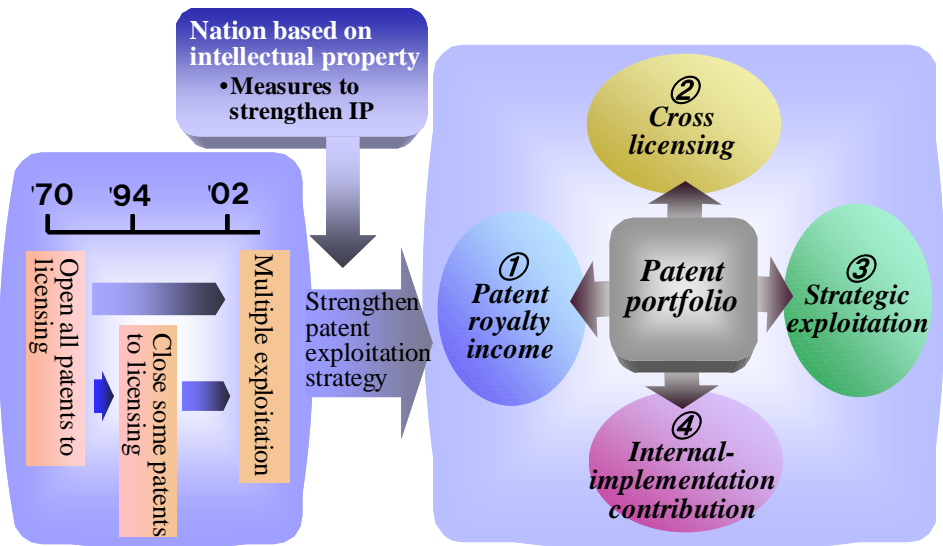 Nation based on
intellectual property
•Measures to
strengthen IP
'70
'94
'02
Open all patents to
licensing
Close some patents
to licensing
Multiple exploitation
Strengthen
patent
exploitation
strategy
①
Patent
royalty
income
②
Cross
licensing
Patent
portfolio
③
Strategic
exploitation
④
Internal-
implementation
contribution